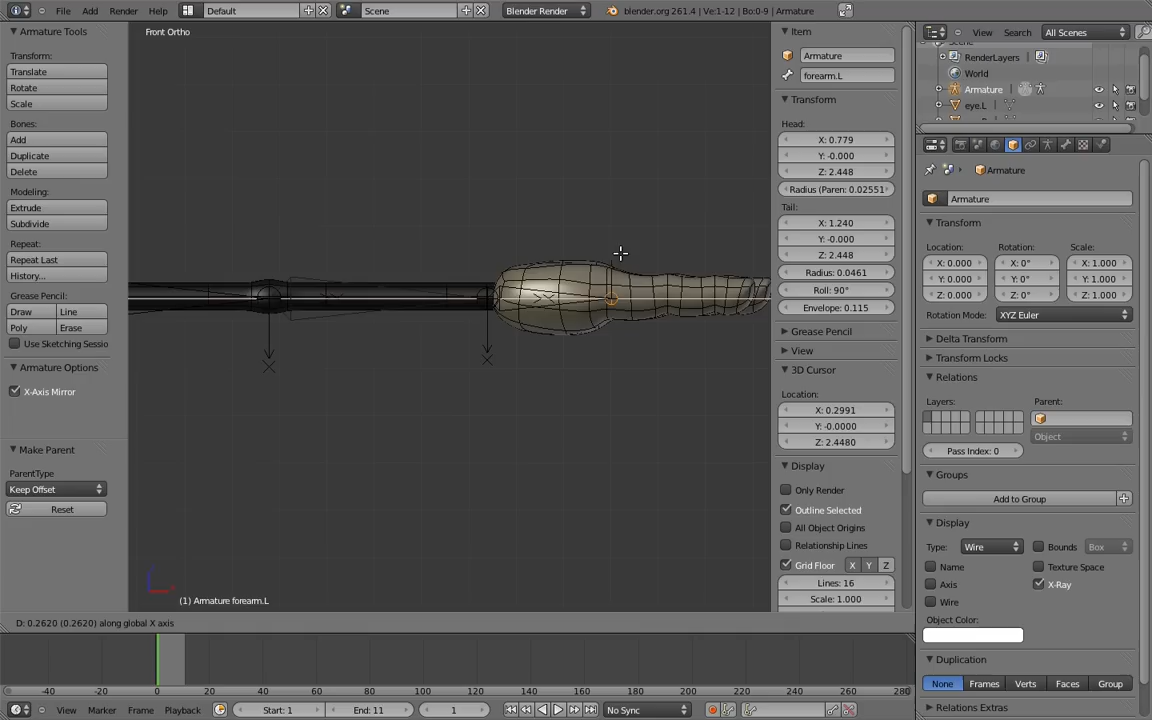 File Add Render Help Default Scene Blender Render blender.org 261.4 | Ve:1-12 | Bo:0-9 | Armature
Armature Tools
Transform:
Translate
Rotate
Scale
Bones:
Add
Duplicate
Delete
Modeling:
Extrude
Subdivide
Repeat:
Repeat Last
History...
Grease Pencil:
Draw Line
Poly Erase
Use Sketching Sessio
Armature Options
X-Axis Mirror
Make Parent
ParentType
Keep Offset
Reset
Front Ortho
(1) Armature forearm.L
D: 0.2620 (0.2620) along global X axis
Item
Armature
forearm.L
Transform
Head:
X: 0.779
Y: -0.000
Z: 2.448
Radius (Paren: 0.02551
Tail:
X: 1.240
Y: -0.000
Z: 2.448
Radius: 0.0461
Roll: 90°
Envelope: 0.115
Grease Pencil
View
3D Cursor
Location:
X: 0.2991
Y: -0.0000
Z: 2.4480
Display
Only Render
Outline Selected
All Object Origins
Relationship Lines
Grid Floor X Y Z
Lines: 16
Scale: 1.000
View Search All Scenes
RenderLayers
World
Armature
eye.L
Armature
Armature
Transform
Location: Rotation: Scale:
X: 0.000 X: 0° X: 1.000
Y: 0.000 Y: 0° Y: 1.000
Z: 0.000 Z: 0° Z: 1.000
Rotation Mode: XYZ Euler
Delta Transform
Transform Locks
Relations
Layers: Parent:
Object
Pass Index: 0
Groups
Add to Group
Display
Type: Wire Bounds Box
Name Texture Space
Axis X-Ray
Wire
Object Color:
Duplication
None Frames Verts Faces Group
Relations Extras
-40 -20 0 20 40 60 80 100 120 140 160 180 200 220 240 260 280
View Marker Frame Playback Start: 1 End: 11 1 No Sync